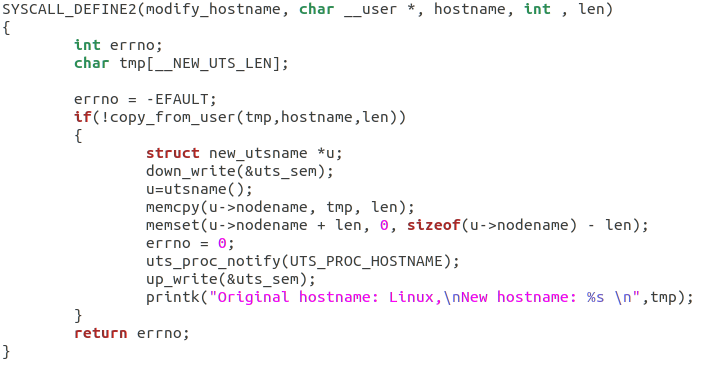 SYSCALL_DEFINE2(modify_hostname, char __user *, hostname, int , len)
{
        int errno;
        char tmp[__NEW_UTS_LEN];

        errno = -EFAULT;
        if(!copy_from_user(tmp,hostname,len))
        {
                struct new_utsname *u;
                down_write(&uts_sem);
                u=utsname();
                memcpy(u->nodename, tmp, len);
                memset(u->nodename + len, 0, sizeof(u->nodename) - len);
                errno = 0;
                uts_proc_notify(UTS_PROC_HOSTNAME);
                up_write(&uts_sem);
                printk("Original hostname: Linux,\nNew hostname: %s \n",tmp);
        }
        return errno;
}